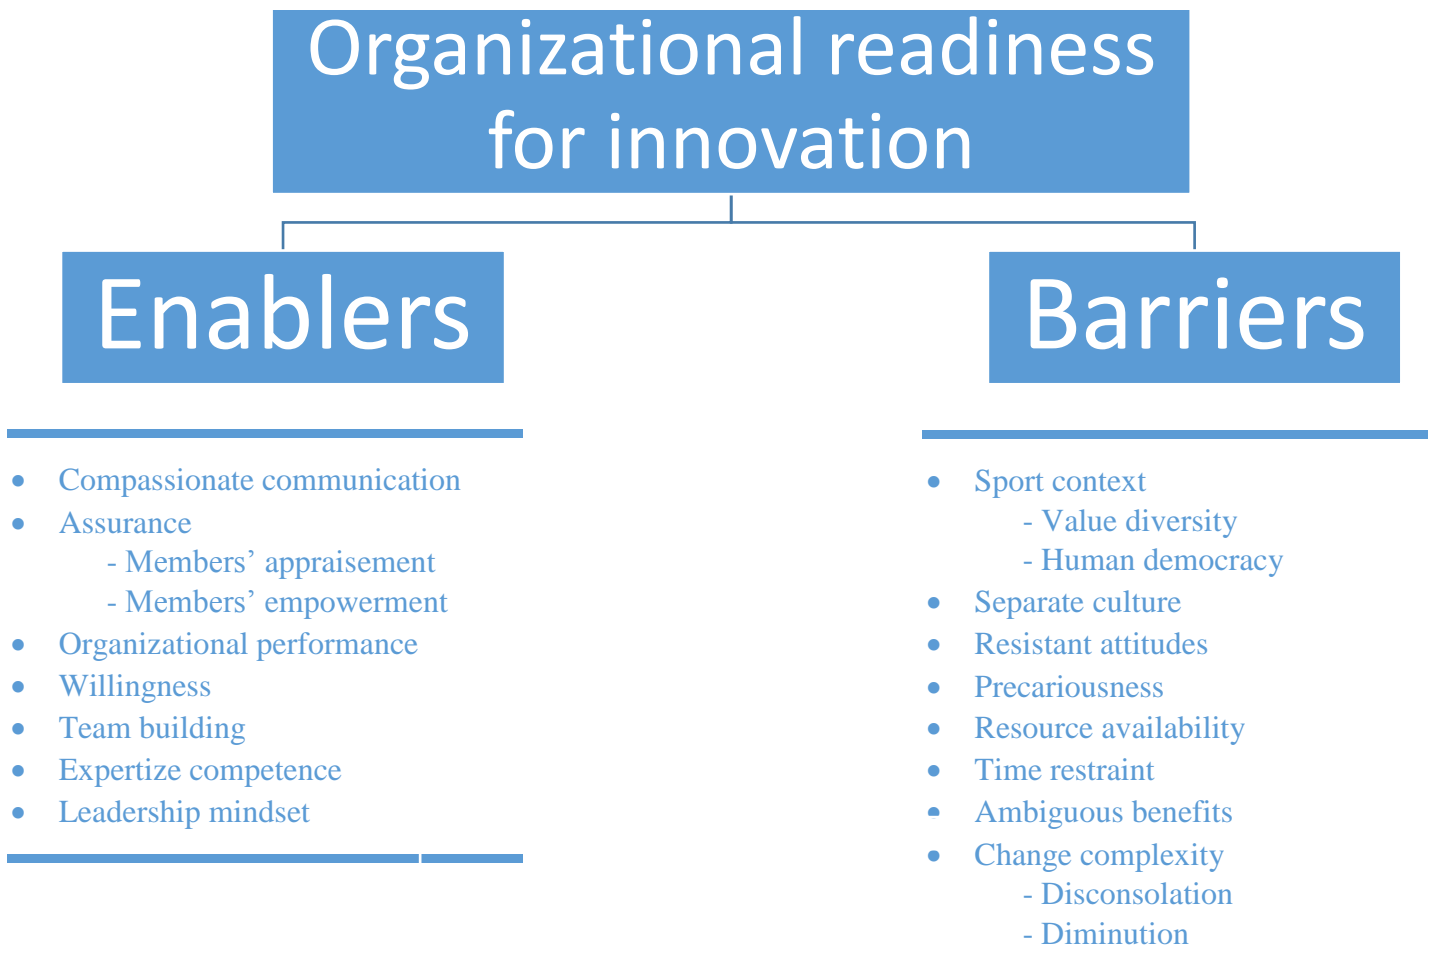 Organizational readiness
for innovation
Enablers
Barriers
• Compassionate communication
• Assurance
- Members’ appraisement
- Members’ empowerment
• Organizational performance
• Willingness
• Team building
• Expertize competence
• Leadership mindset
• Sport context
- Value diversity
- Human democracy
• Separate culture
• Resistant attitudes
• Precariousness
• Resource availability
• Time restraint
• Ambiguous benefits
• Change complexity
- Disconsolation
- Diminution